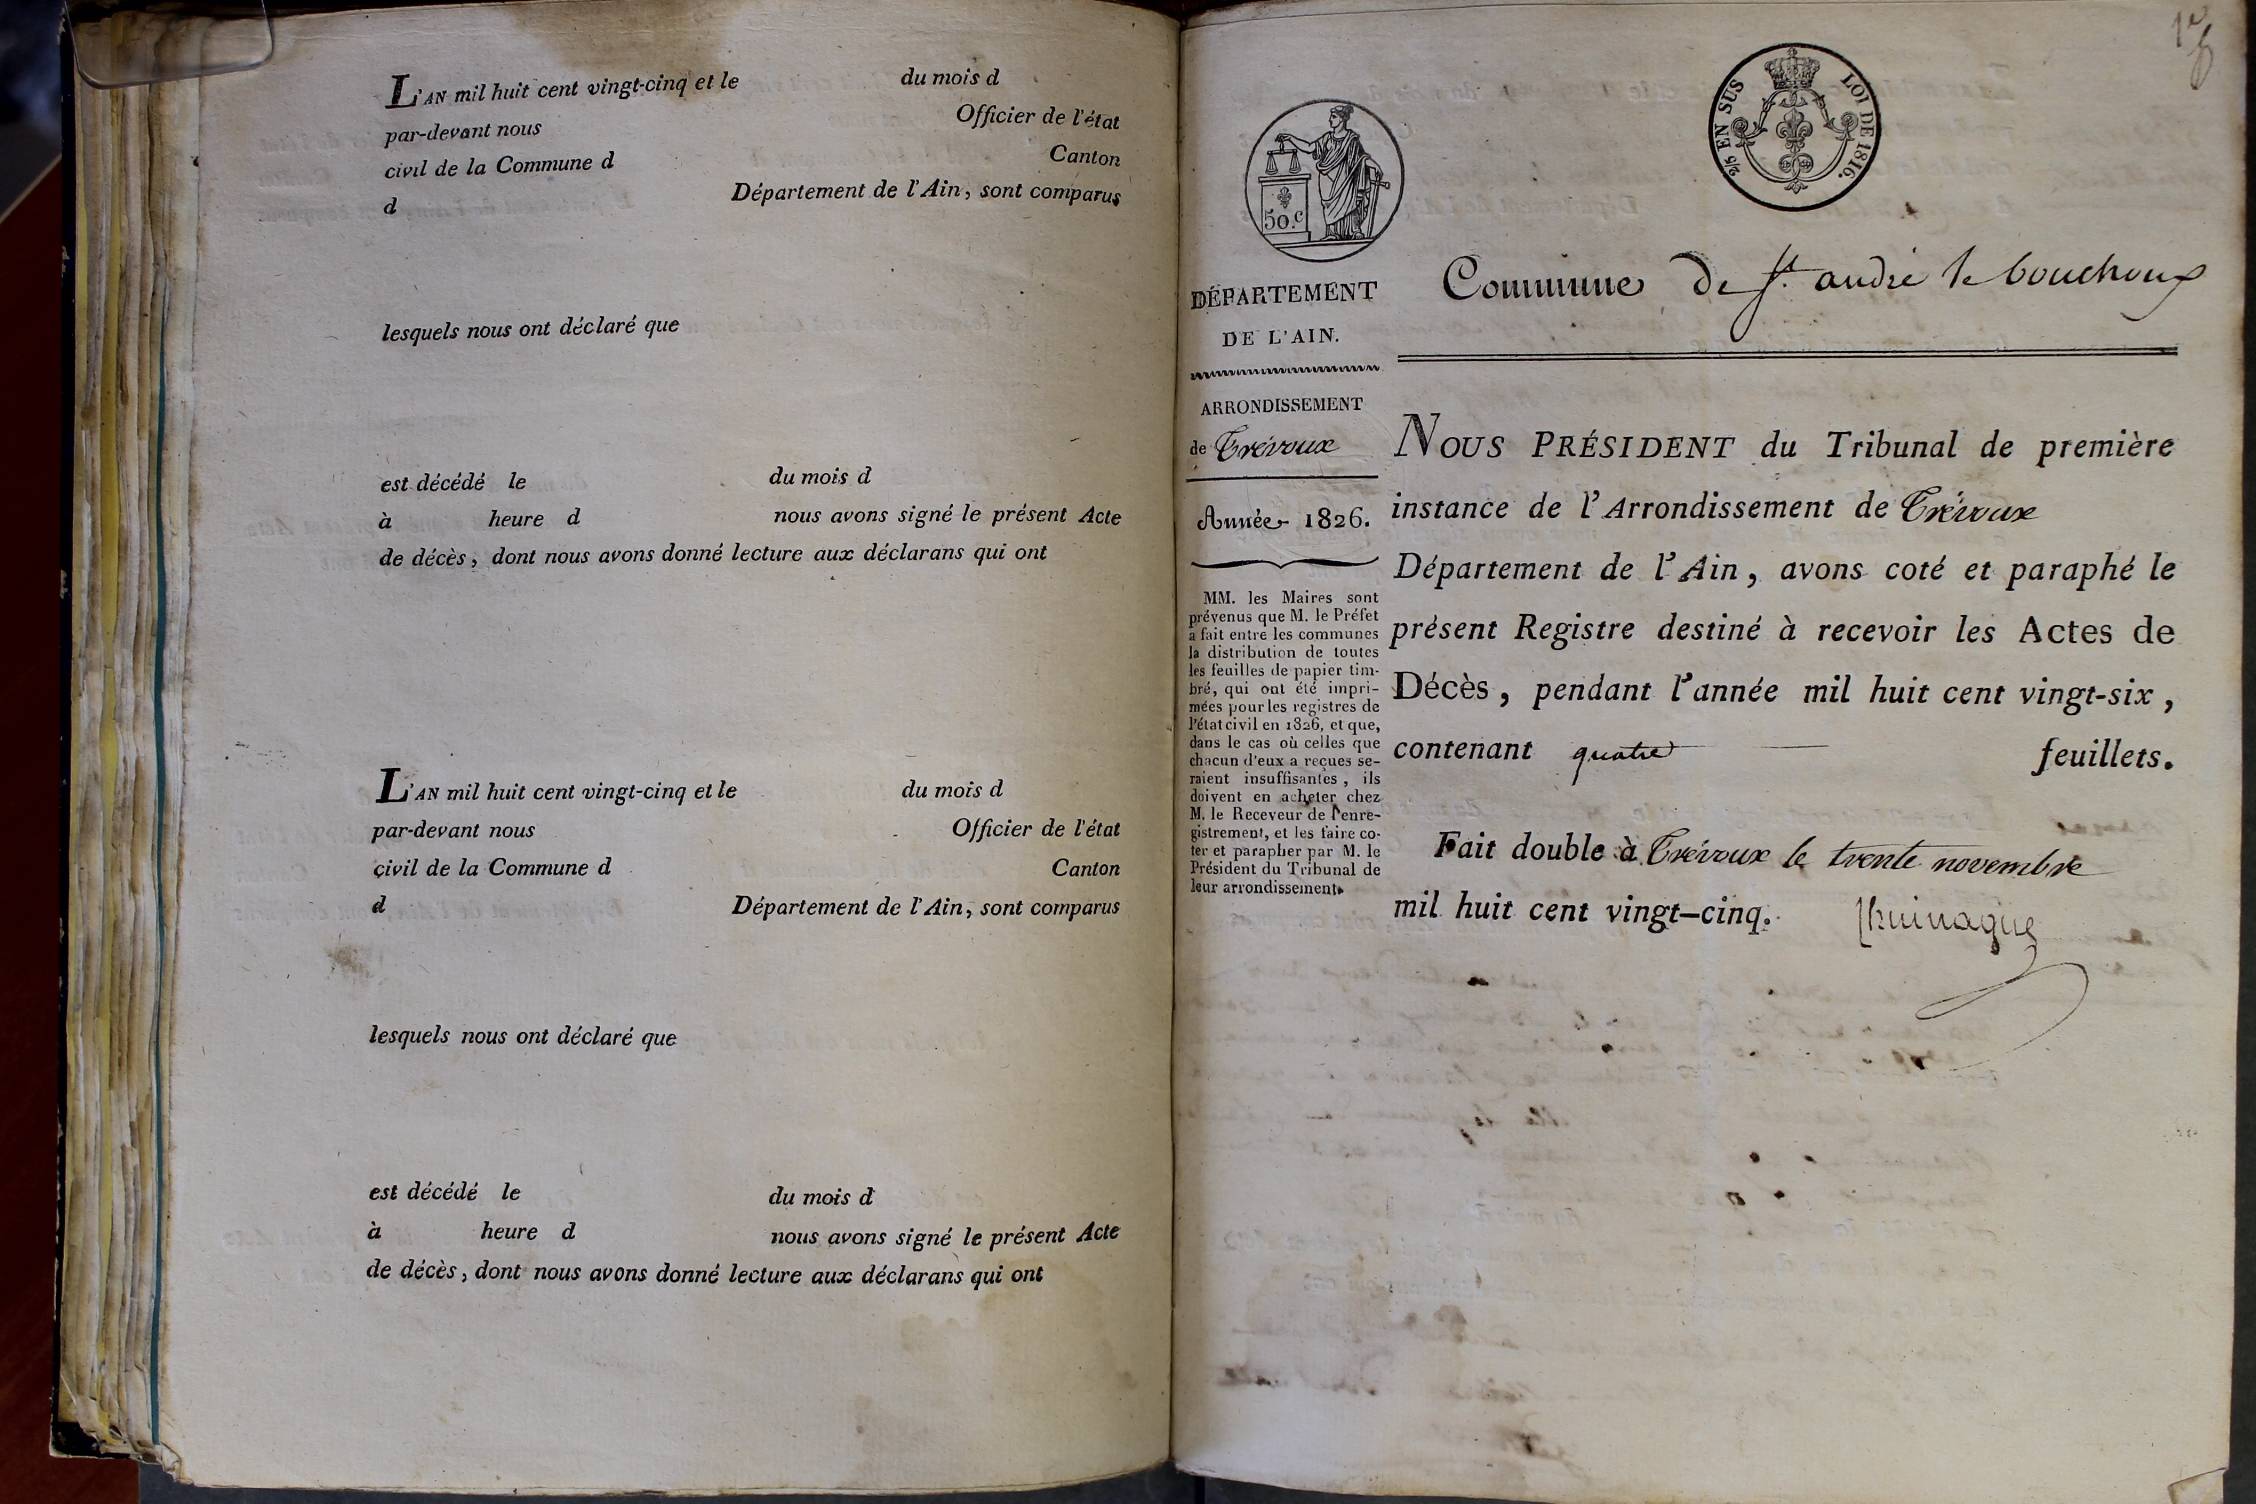 L'AN mil huit cent vingt-cinq et le du mois d
par-devant nous Officier de l'état
civil de la Commune d Canton
d Département de l'Ain, sont comparus
lesquels nous ont déclaré que
est décédé le du mois d
à heure d nous avons signé le présent Acte
de décès, dont nous avons donné lecture aux déclarans qui ont
L'AN mil huit cent vingt-cinq et le du mois d
par-devant nous Officier de l'état
civil de la Commune d Canton
d Département de l'Ain, sont comparus
lesquels nous ont déclaré que
est décédé le du mois d
à heure d nous avons signé le présent Acte
de décès, dont nous avons donné lecture aux déclarans qui ont
50.c
2/5 EN SUS LOI DE 1816.
DÉPARTEMENT
DE L'AIN.
ARRONDISSEMENT
de Trévoux
Année 1826.
MM. les Maires sont
prévenus que M. le Préfet
a fait entre les communes
la distribution de toutes
les feuilles de papier tim-
bré, qui ont été impri-
mées pour les registres de
l'état civil en 1826, et que,
dans le cas où celles que
chacun d'eux a reçues se-
raient insuffisantes, ils
doivent en acheter chez
M. le Receveur de l'enre-
gistrement, et les faire co-
ter et parapher par M. le
Président du Tribunal de
leur arrondissement.
Commune de St. andré le bouchoux
NOUS PRÉSIDENT du Tribunal de première
instance de l'Arrondissement de Trévoux
Département de l'Ain, avons coté et paraphé le
présent Registre destiné à recevoir les Actes de
Décès, pendant l'année mil huit cent vingt-six,
contenant quatre feuillets.
Fait double à Trévoux le trente novembre
mil huit cent vingt-cinq.